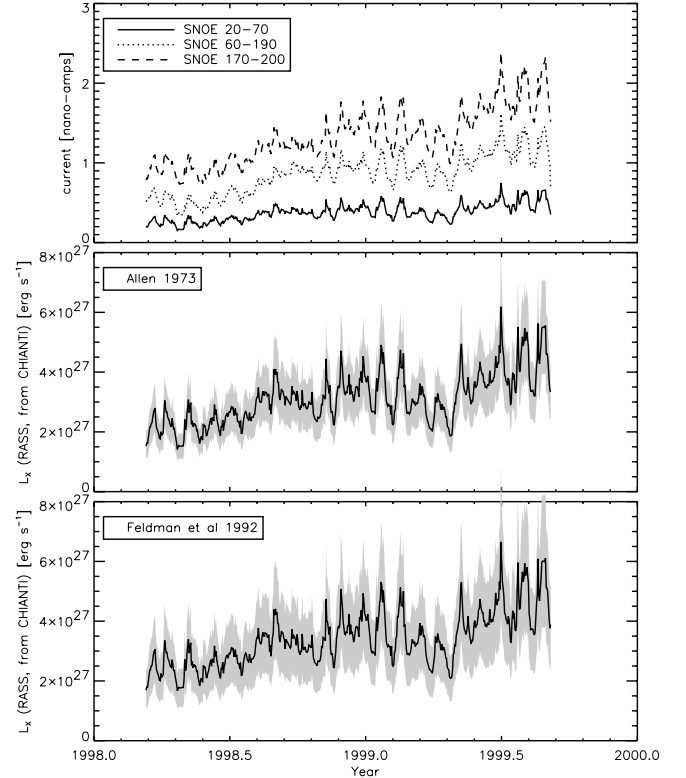 3
SNOE 20−70
SNOE 60−190
SNOE 170−200
2
current [nano−amps]
1
0
8×10^27
Allen 1973
6×10^27
4×10^27
L_x (RASS, from CHIANTI) [erg s^−1]
2×10^27
0
8×10^27
Feldman et al 1992
6×10^27
4×10^27
L_x (RASS, from CHIANTI) [erg s^−1]
2×10^27
0
1998.0 1998.5 1999.0 1999.5 2000.0
Year